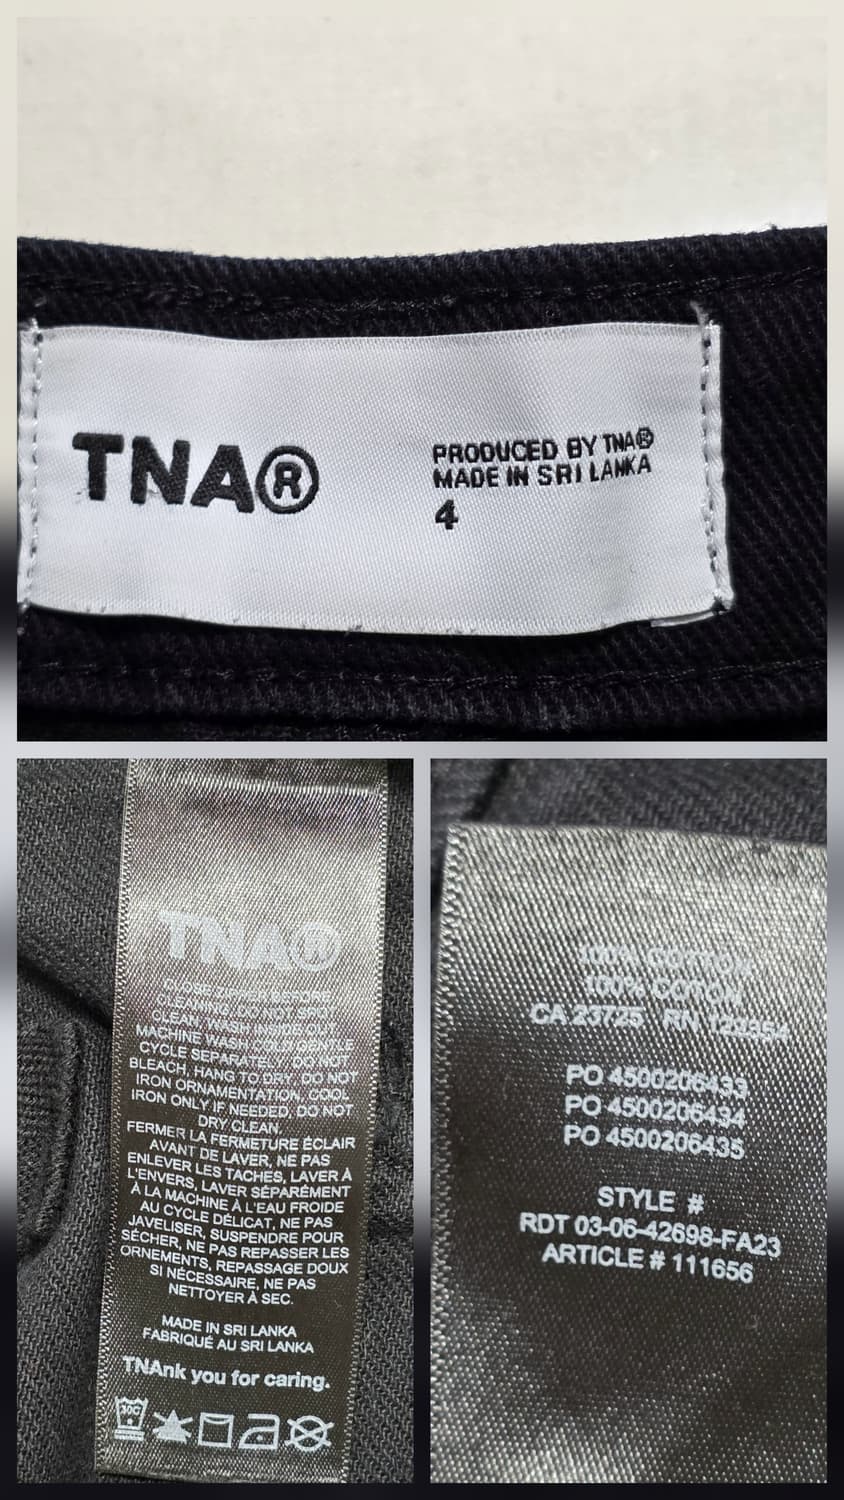 TNA®
PRODUCED BY TNA®
MADE IN SRI LANKA
4
TNA®
CLOSE ZIPPER BEFORE
CLEANING, DO NOT SPOT
CLEAN, WASH INSIDE OUT,
MACHINE WASH COLD GENTLE
CYCLE SEPARATELY, DO NOT
BLEACH, HANG TO DRY, DO NOT
IRON ORNAMENTATION, COOL
IRON ONLY IF NEEDED, DO NOT
DRY CLEAN.
FERMER LA FERMETURE ÉCLAIR
AVANT DE LAVER, NE PAS
ENLEVER LES TACHES, LAVER À
L'ENVERS, LAVER SÉPARÉMENT
À LA MACHINE À L'EAU FROIDE
AU CYCLE DÉLICAT, NE PAS
JAVELISER, SUSPENDRE POUR
SÉCHER, NE PAS REPASSER LES
ORNEMENTS, REPASSAGE DOUX
SI NÉCESSAIRE, NE PAS
NETTOYER À SEC.
MADE IN SRI LANKA
FABRIQUÉ AU SRI LANKA
TNAnk you for caring.
30C
100% COTTON
100% COTON
CA 23725 RN
PO 4500206433
PO 4500206434
PO 4500206435
STYLE #
RDT 03-06-42698-FA23
ARTICLE # 111656